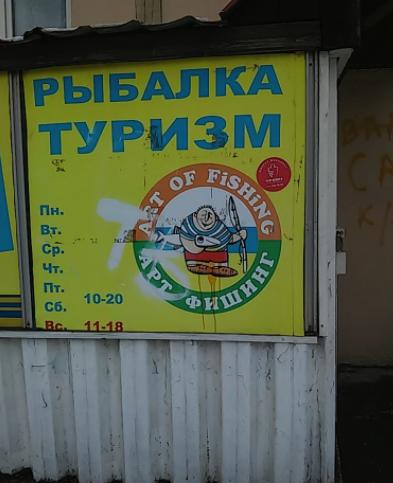 РЫБАЛКА
ТУРИЗМ
ART OF FiSHiNG
АРТ ФИШИНГ
Пн.
Вт.
Ср.
Чт.
Пт.
Сб. 10-20
Вс. 11-18